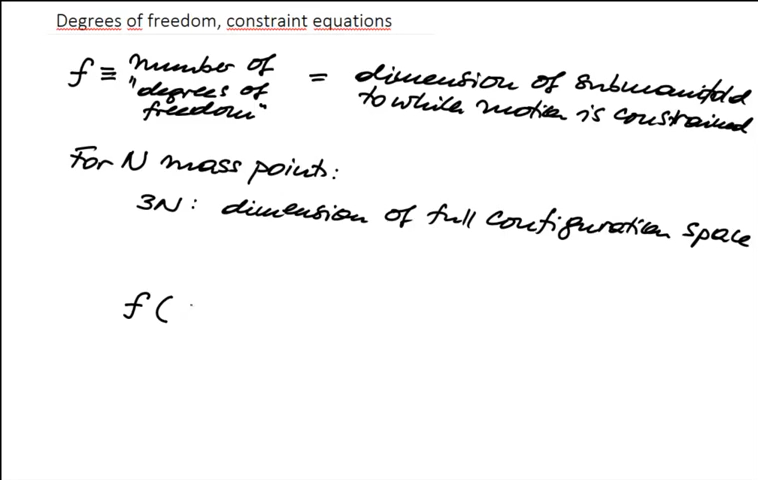 Degrees of freedom, constraint equations
f ≡ number of "degrees of freedom" = dimension of submanifold to which motion is constrained
For N mass points:
3N: dimension of full configuration space
f (